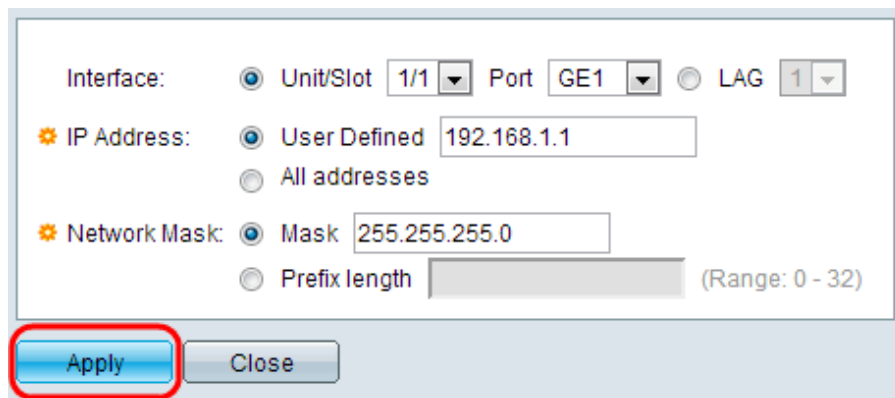 Interface: Unit/Slot 1/1 Port GE1 LAG 1
IP Address: User Defined 192.168.1.1
All addresses
Network Mask: Mask 255.255.255.0
Prefix length (Range: 0 - 32)
Apply Close